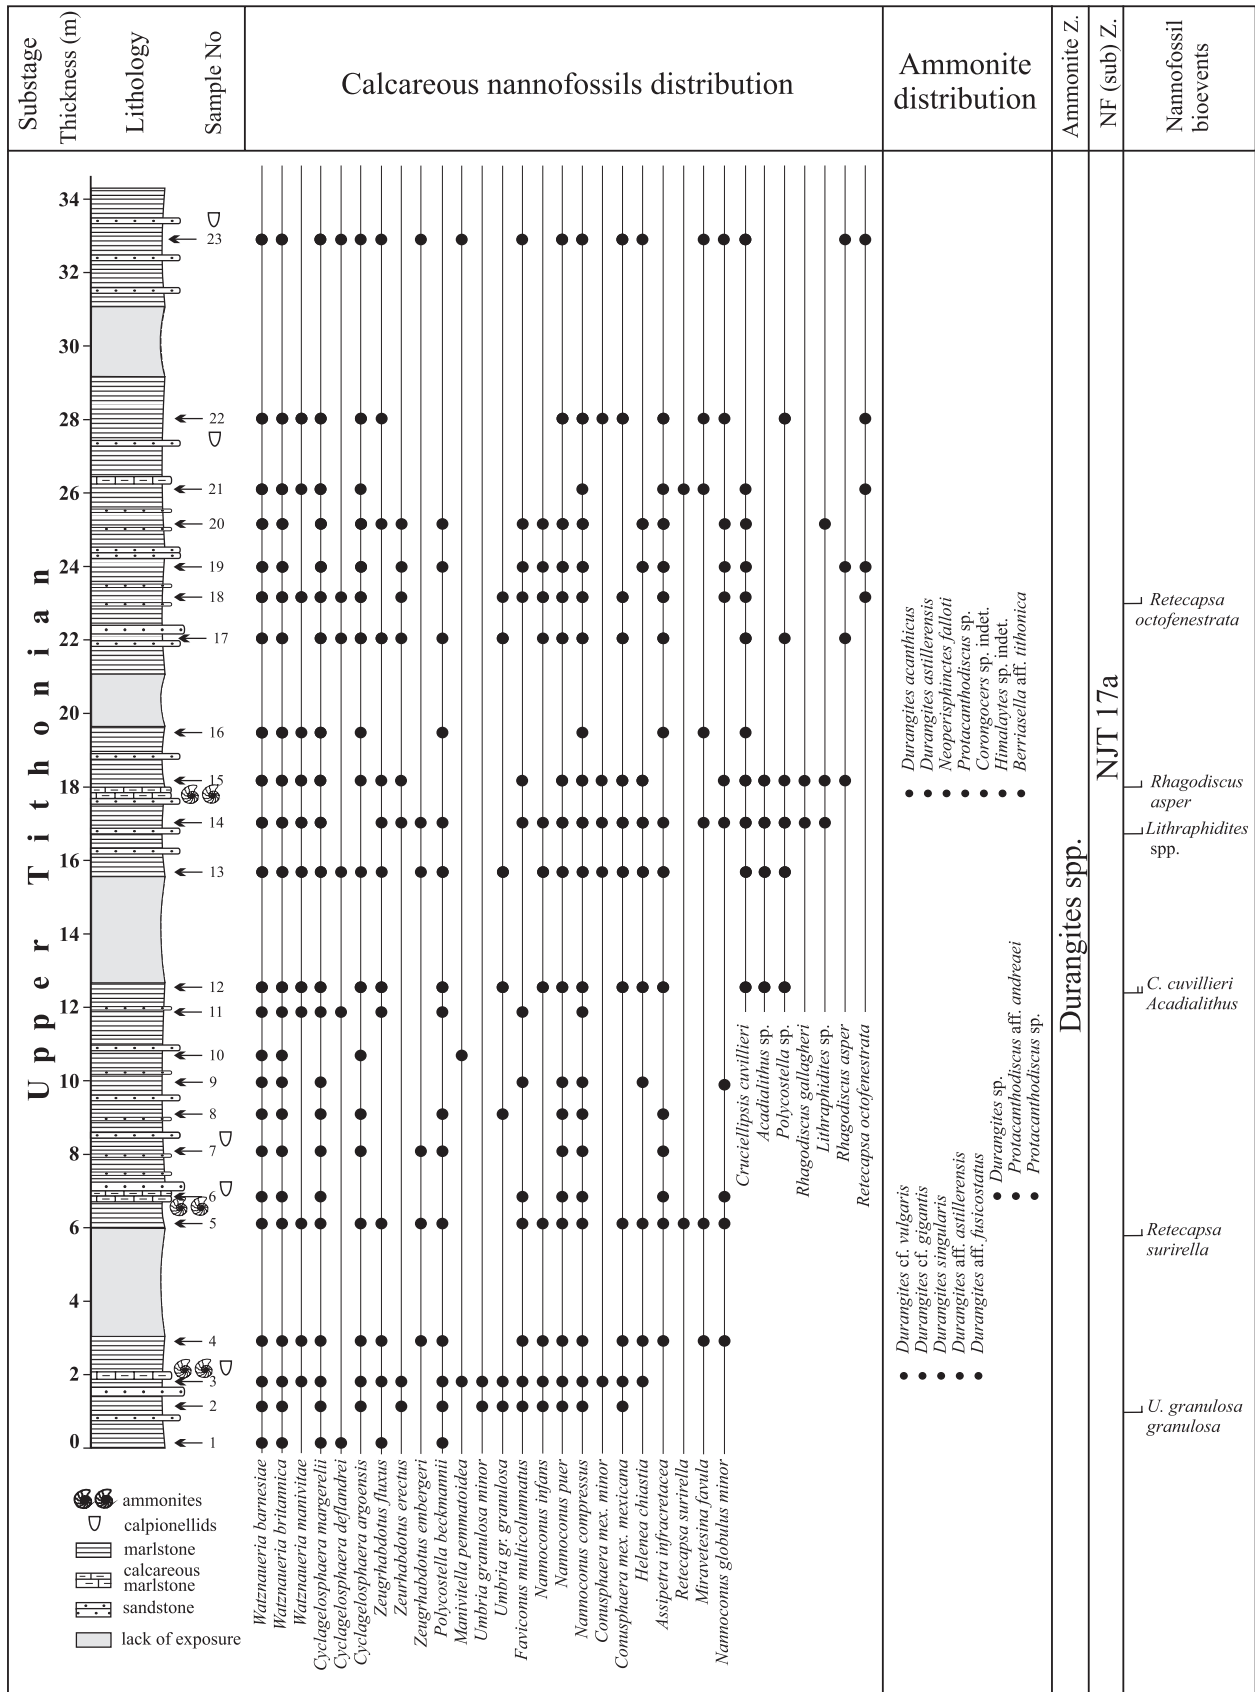 Substage
Thickness (m)
Lithology
Sample No
Calcareous nannofossils distribution
Ammonite
distribution
Ammonite Z.
NF (sub) Z.
Nannofossil
bioevents
Upper Tithonian
34
32
30
28
26
24
22
20
18
16
14
12
10
8
6
4
2
0
23
22
21
20
19
18
17
16
15
14
13
12
11
10
9
8
7
6
5
4
3
2
1
Watznaueria barnesiae
Watznaueria britannica
Watznaueria manivitae
Cyclagelosphaera margerelii
Cyclagelosphaera deflandrei
Cyclagelosphaera argoensis
Zeugrhabdotus fluxus
Zeurhabdotus erectus
Zeugrhabdotus embergeri
Polycostella beckmannii
Manivitella pemmatoidea
Umbria granulosa minor
Umbria gr. granulosa
Faviconus multicolumnatus
Nannoconus infans
Nannoconus puer
Nannoconus compressus
Conusphaera mex. minor
Conusphaera mex. mexicana
Helenea chiastia
Assipetra infracretacea
Retecapsa surirella
Miravetesina favula
Nannoconus globulus minor
Cruciellipsis cuvillieri
Acadialithus sp.
Polycostella sp.
Rhagodiscus gallagheri
Lithraphidites sp.
Rhagodiscus asper
Retecapsa octofenestrata
Durangites acanthicus
Durangites astillerensis
Neoperisphinctes falloti
Protacanthodiscus sp.
Corongocers sp. indet.
Himalaytes sp. indet.
Berriasella aff. tithonica
Durangites cf. vulgaris
Durangites cf. gigantis
Durangites singularis
Durangites aff. astillerensis
Durangites aff. fusicostatus
Durangites sp.
Protacanthodiscus aff. andreaei
Protacanthodiscus sp.
Durangites spp.
NJT 17a
Retecapsa
octofenestrata
Rhagodiscus
asper
Lithraphidites
spp.
C. cuvillieri
Acadialithus
Retecapsa
surirella
U. granulosa
granulosa
ammonites
calpionellids
marlstone
calcareous
marlstone
sandstone
lack of exposure